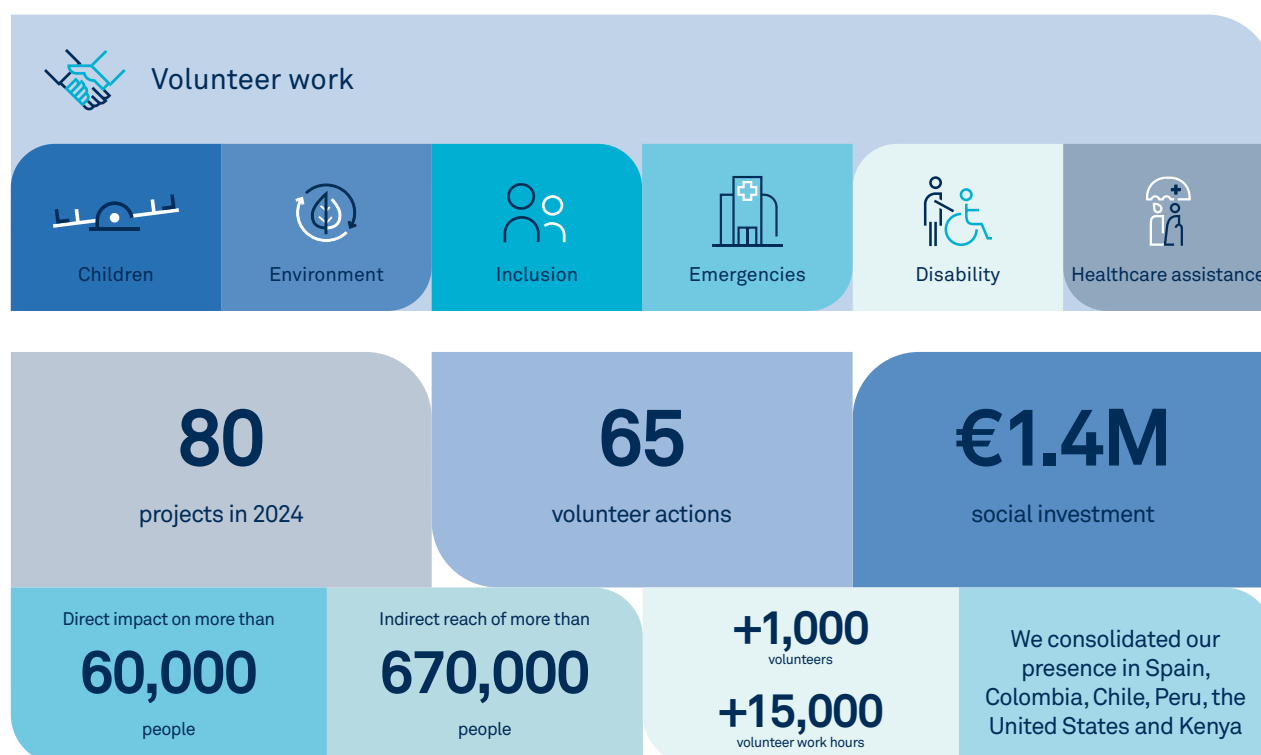 Volunteer work
Children
Environment
Inclusion
Emergencies
Disability
Healthcare assistance
80
projects in 2024
65
volunteer actions
€1.4M
social investment
Direct impact on more than
60,000
people
Indirect reach of more than
670,000
people
+1,000
volunteers
+15,000
volunteer work hours
We consolidated our
presence in Spain,
Colombia, Chile, Peru, the
United States and Kenya